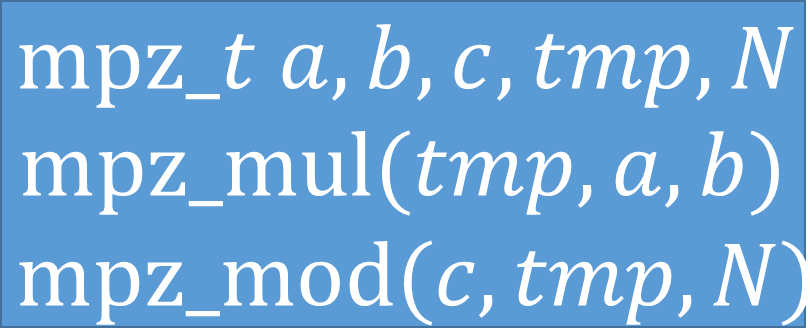 mpz_t a, b, c, tmp, N
mpz_mul(tmp, a, b)
mpz_mod(c, tmp, N)